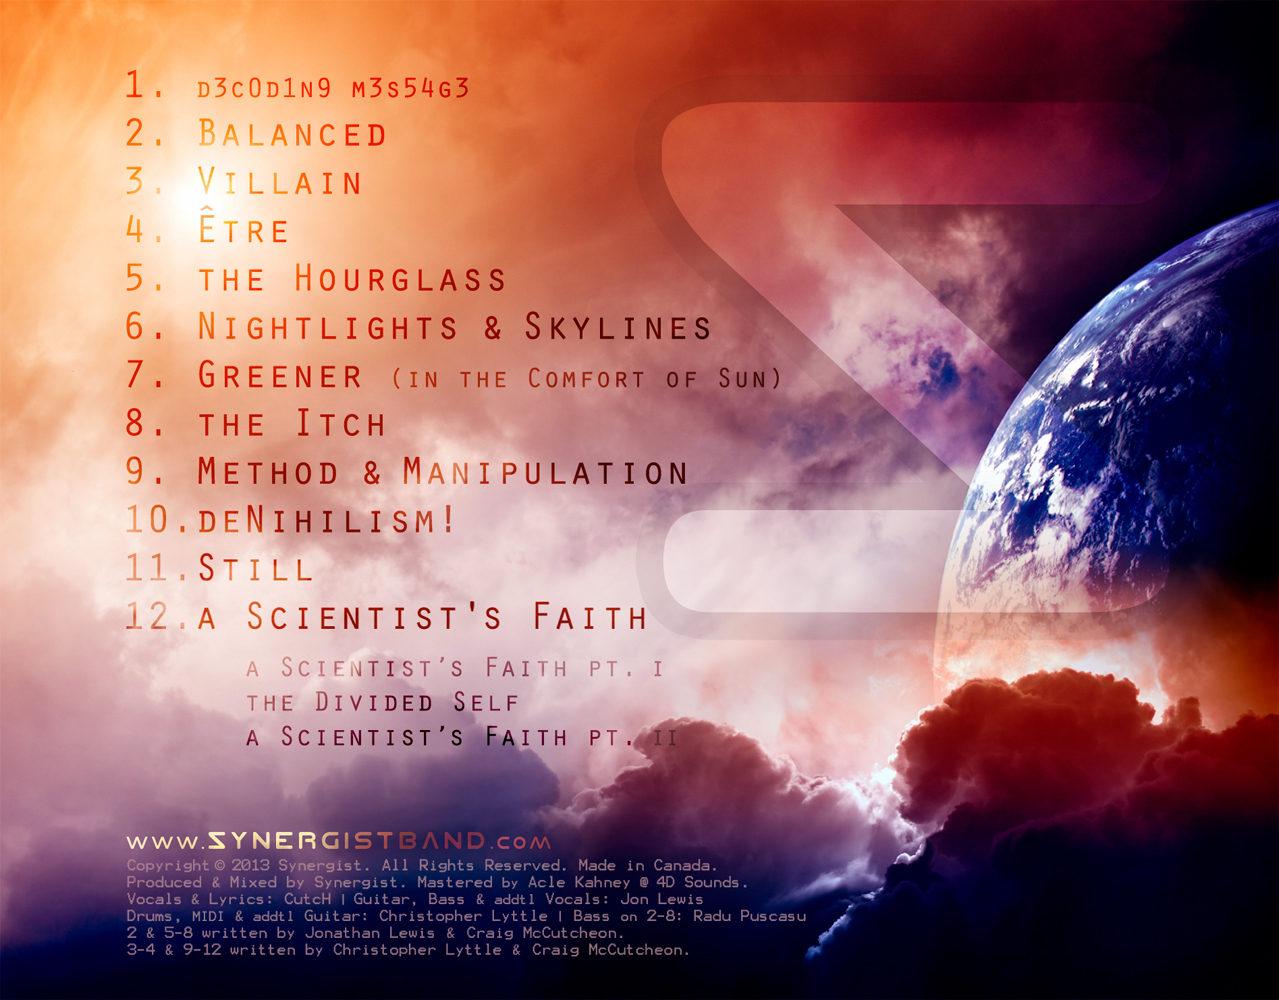 1. D3C0D1N9 M3S54G3
2. Balanced
3. Villain
4. Être
5. the Hourglass
6. Nightlights & Skylines
7. Greener (in the Comfort of Sun)
8. the Itch
9. Method & Manipulation
10. deNihilism!
11. Still
12. a Scientist's Faith
a Scientist's Faith pt. I
the Divided Self
a Scientist's Faith pt. II
www.SYNERGISTBAND.com
Copyright © 2013 Synergist. All Rights Reserved. Made in Canada.
Produced & Mixed by Synergist. Mastered by Acle Kahney @ 4D Sounds.
Vocals & Lyrics: CutcH | Guitar, Bass & addtl Vocals: Jon Lewis
Drums, MIDI & addtl Guitar: Christopher Lyttle | Bass on 2-8: Radu Puscasu
2 & 5-8 written by Jonathan Lewis & Craig McCutcheon.
3-4 & 9-12 written by Christopher Lyttle & Craig McCutcheon.